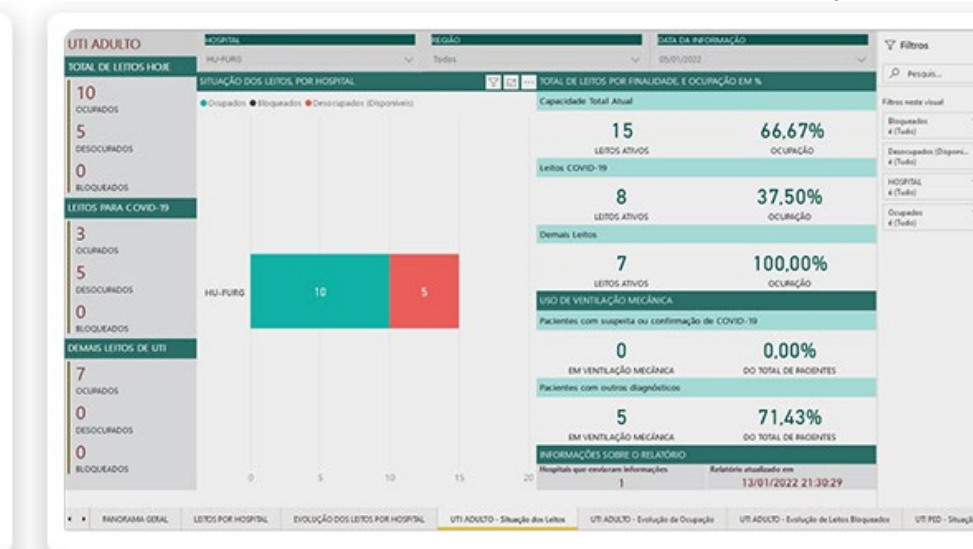 UTI ADULTO
TOTAL DE LEITOS HOJE
10
OCUPADOS
5
DESOCUPADOS
0
BLOQUEADOS
LEITOS PARA COVID-19
3
OCUPADOS
5
DESOCUPADOS
0
BLOQUEADOS
DEMAIS LEITOS DE UTI
7
OCUPADOS
0
DESOCUPADOS
0
BLOQUEADOS
HOSPITAL
HU-FURG
REGIÃO
Todos
DATA DA INFORMAÇÃO
05/01/2022
SITUAÇÃO DOS LEITOS, POR HOSPITAL
Ocupados Bloqueados Desocupados (Disponíveis)
HU-FURG 10 5
0 5 10 15 20
TOTAL DE LEITOS POR FINALIDADE, E OCUPAÇÃO EM %
Capacidade Total Atual
15 66,67%
LEITOS ATIVOS OCUPAÇÃO
Leitos COVID-19
8 37,50%
LEITOS ATIVOS OCUPAÇÃO
Demais Leitos
7 100,00%
LEITOS ATIVOS OCUPAÇÃO
USO DE VENTILAÇÃO MECÂNICA
Pacientes com suspeita ou confirmação de COVID-19
0 0,00%
EM VENTILAÇÃO MECÂNICA DO TOTAL DE PACIENTES
Pacientes com outros diagnósticos
5 71,43%
EM VENTILAÇÃO MECÂNICA DO TOTAL DE PACIENTES
INFORMAÇÕES SOBRE O RELATÓRIO
Hospitais que enviaram informações Relatório atualizado em
1 13/01/2022 21:30:29
Filtros
Pesquis...
Filtros neste visual
Bloqueados
é (Tudo)
Desocupados (Disponí...
é (Tudo)
HOSPITAL
é (Tudo)
Ocupados
é (Tudo)
PANORAMA GERAL LEITOS POR HOSPITAL EVOLUÇÃO DOS LEITOS POR HOSPITAL UTI ADULTO - Situação dos Leitos UTI ADULTO - Evolução da Ocupação UTI ADULTO - Evolução de Leitos Bloqueados UTI PED - Situaçã